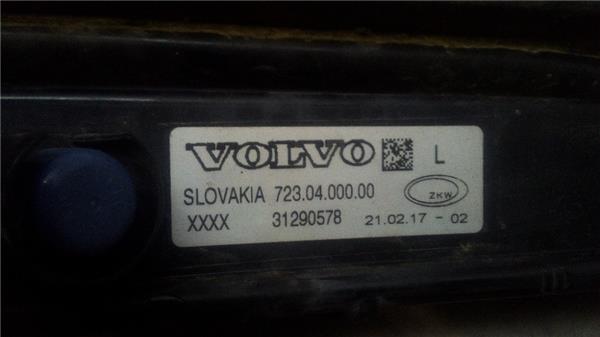 VOLVO L
SLOVAKIA 723.04.000.00 ZKW
XXXX 31290578 21.02.17 - 02